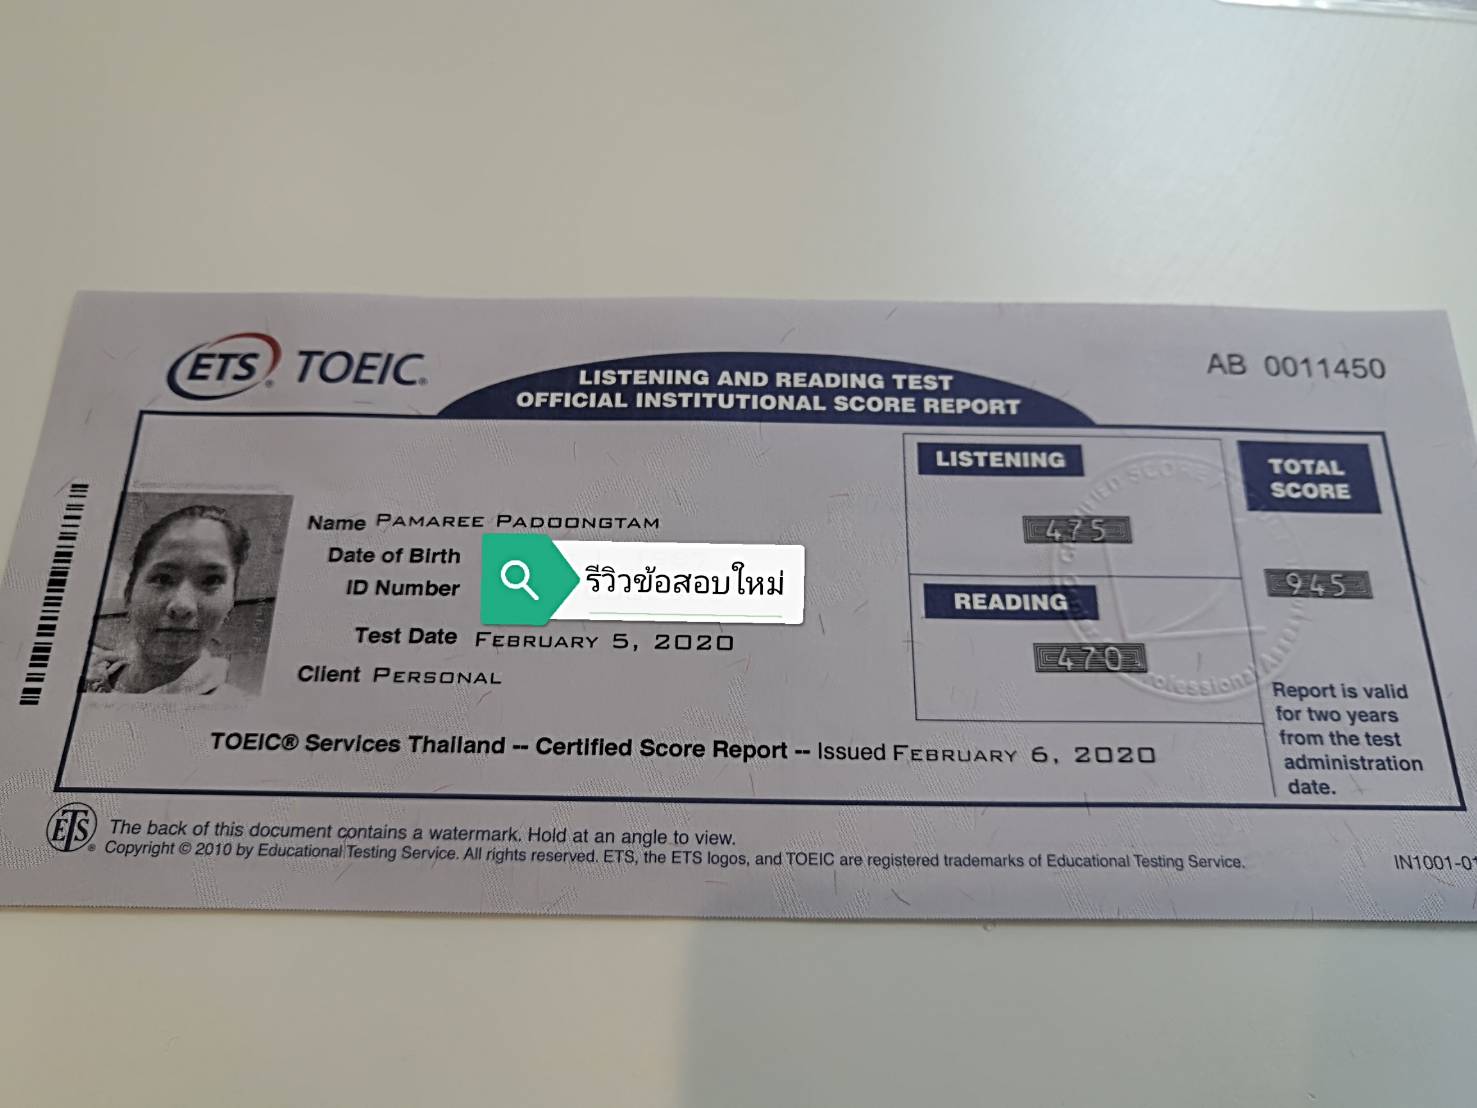 ETS® TOEIC®
LISTENING AND READING TEST
OFFICIAL INSTITUTIONAL SCORE REPORT
AB 0011450
Name PAMAREE PADOONGTAM
Date of Birth
ID Number
รีวิวข้อสอบใหม่
Test Date FEBRUARY 5, 2020
Client PERSONAL
LISTENING
475
READING
470
TOTAL
SCORE
945
Report is valid
for two years
from the test
administration
date.
TOEIC® Services Thailand -- Certified Score Report -- Issued FEBRUARY 6, 2020
ETS®
The back of this document contains a watermark. Hold at an angle to view.
Copyright © 2010 by Educational Testing Service. All rights reserved. ETS, the ETS logos, and TOEIC are registered trademarks of Educational Testing Service.
IN1001-01